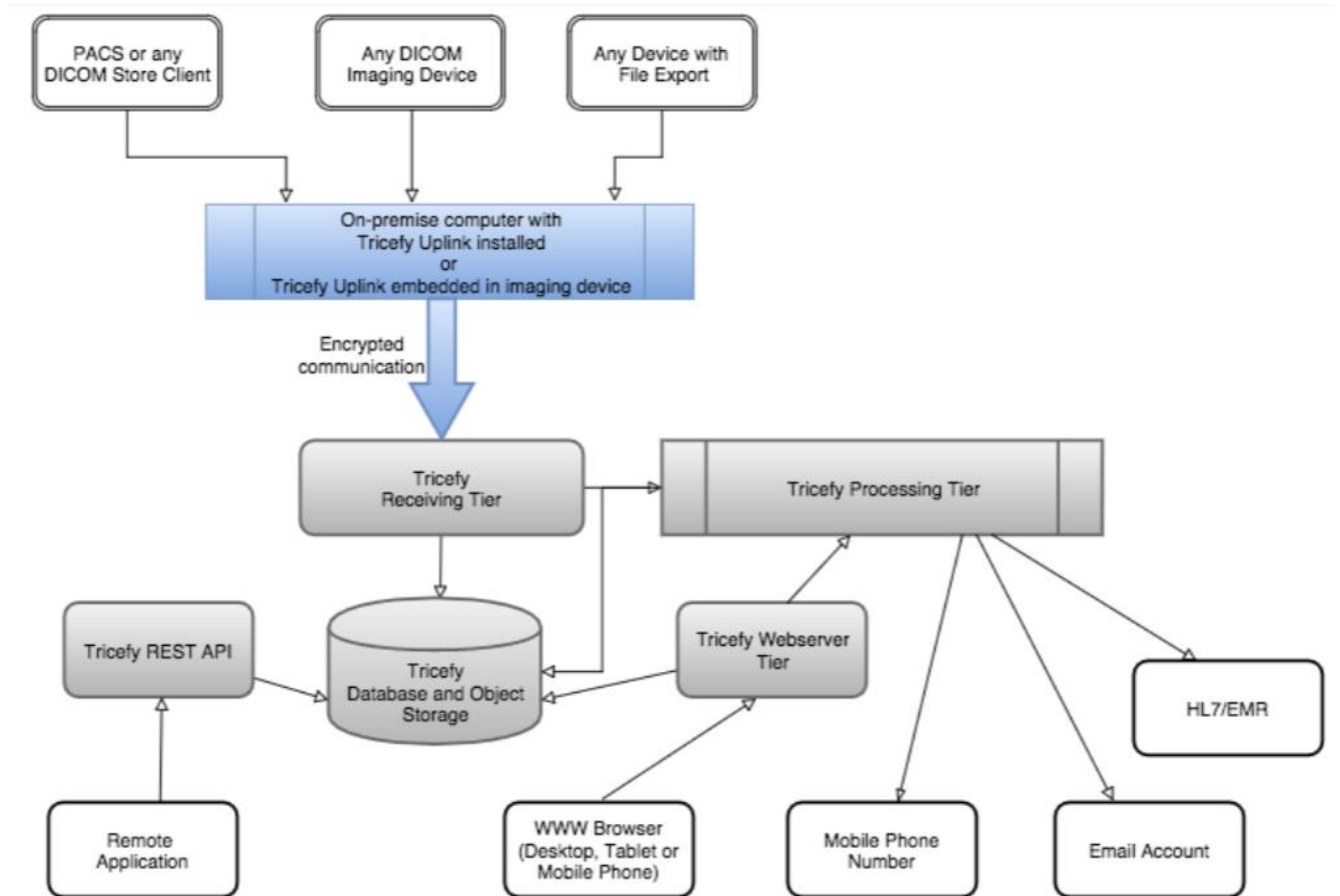 PACS or any
DICOM Store Client
Any DICOM
Imaging Device
Any Device with
File Export
On-premise computer with
Tricefy Uplink installed
or
Tricefy Uplink embedded in imaging device
Encrypted
communication
Tricefy
Receiving Tier
Tricefy Processing Tier
Tricefy REST API
Tricefy
Database and Object
Storage
Tricefy Webserver
Tier
HL7/EMR
Remote
Application
WWW Browser
(Desktop, Tablet or
Mobile Phone)
Mobile Phone
Number
Email Account